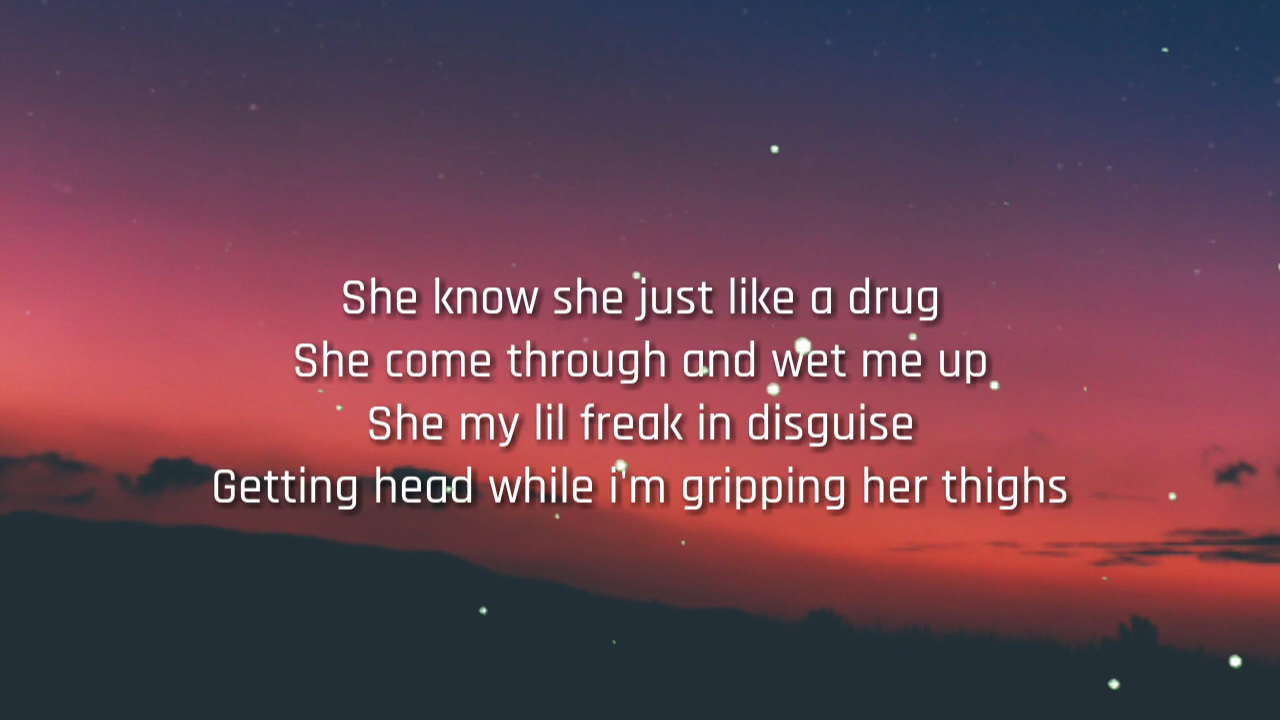 She know she just like a drug
She come through and wet me up
She my lil freak in disguise
Getting head while i'm gripping her thighs